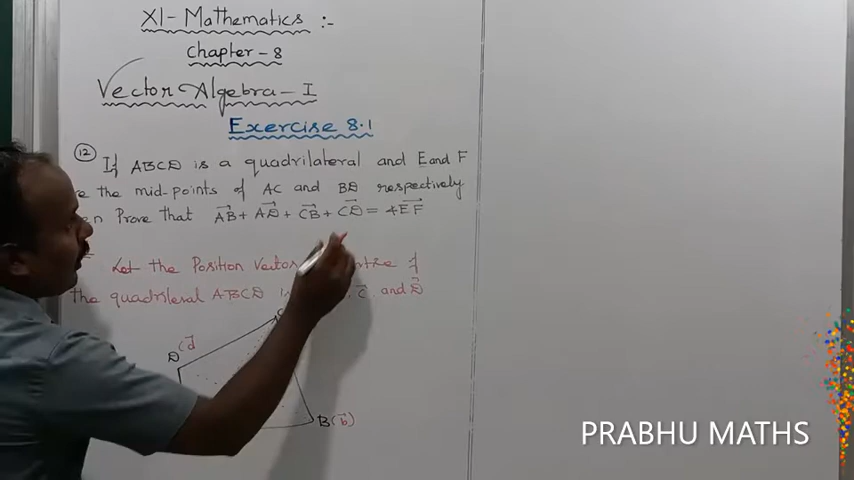 XI- Mathematics :-
Chapter - 8
Vector Algebra - I
Exercise 8.1
(12) If ABCD is a quadrilateral and E and F
the mid-points of AC and BD respectively
Prove that AB + AD + CB + CD = 4EF
Let the Position Vector
the quadrilateral ABCD C and D
D (d
B (b)
PRABHU MATHS